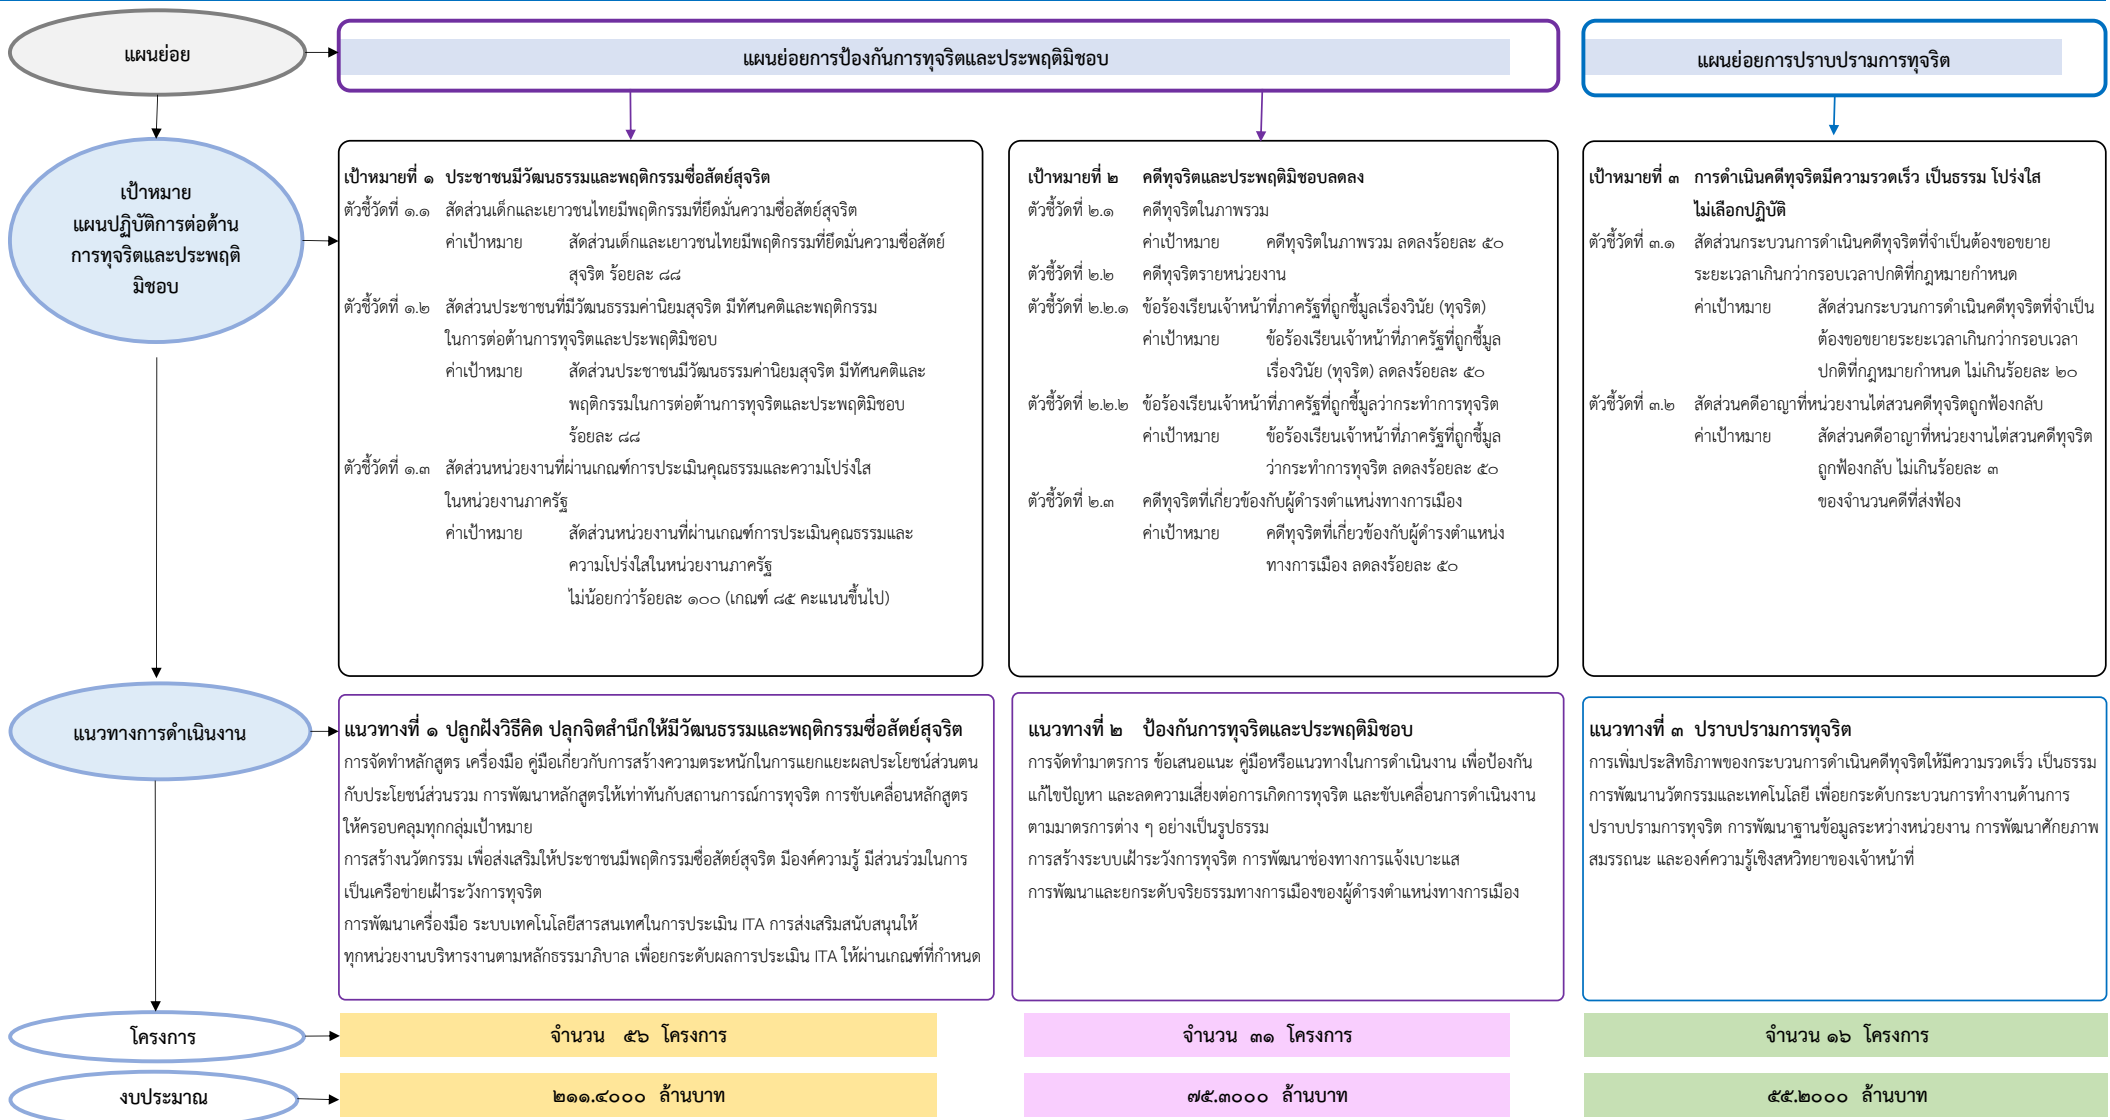 แผนย่อย
แผนย่อยการป้องกันการทุจริตและประพฤติมิชอบ
แผนย่อยการปราบปรามการทุจริต
เป้าหมาย
แผนปฏิบัติการต่อต้าน
การทุจริตและประพฤติ
มิชอบ
เป้าหมายที่ ๑ ประชาชนมีวัฒนธรรมและพฤติกรรมซื่อสัตย์สุจริต
ตัวชี้วัดที่ ๑.๑ สัดส่วนเด็กและเยาวชนไทยมีพฤติกรรมที่ยึดมั่นความซื่อสัตย์สุจริต
ค่าเป้าหมาย สัดส่วนเด็กและเยาวชนไทยมีพฤติกรรมที่ยึดมั่นความซื่อสัตย์
สุจริต ร้อยละ ๘๘
ตัวชี้วัดที่ ๑.๒ สัดส่วนประชาชนที่มีวัฒนธรรมค่านิยมสุจริต มีทัศนคติและพฤติกรรม
ในการต่อต้านการทุจริตและประพฤติมิชอบ
ค่าเป้าหมาย สัดส่วนประชาชนมีวัฒนธรรมค่านิยมสุจริต มีทัศนคติและ
พฤติกรรมในการต่อต้านการทุจริตและประพฤติมิชอบ
ร้อยละ ๘๘
ตัวชี้วัดที่ ๑.๓ สัดส่วนหน่วยงานที่ผ่านเกณฑ์การประเมินคุณธรรมและความโปร่งใส
ในหน่วยงานภาครัฐ
ค่าเป้าหมาย สัดส่วนหน่วยงานที่ผ่านเกณฑ์การประเมินคุณธรรมและ
ความโปร่งใสในหน่วยงานภาครัฐ
ไม่น้อยกว่าร้อยละ ๑๐๐ (เกณฑ์ ๘๕ คะแนนขึ้นไป)
เป้าหมายที่ ๒ คดีทุจริตและประพฤติมิชอบลดลง
ตัวชี้วัดที่ ๒.๑ คดีทุจริตในภาพรวม
ค่าเป้าหมาย คดีทุจริตในภาพรวม ลดลงร้อยละ ๕๐
ตัวชี้วัดที่ ๒.๒ คดีทุจริตรายหน่วยงาน
ตัวชี้วัดที่ ๒.๒.๑ ข้อร้องเรียนเจ้าหน้าที่ภาครัฐที่ถูกชี้มูลเรื่องวินัย (ทุจริต)
ค่าเป้าหมาย ข้อร้องเรียนเจ้าหน้าที่ภาครัฐที่ถูกชี้มูล
เรื่องวินัย (ทุจริต) ลดลงร้อยละ ๕๐
ตัวชี้วัดที่ ๒.๒.๒ ข้อร้องเรียนเจ้าหน้าที่ภาครัฐที่ถูกชี้มูลว่ากระทำการทุจริต
ค่าเป้าหมาย ข้อร้องเรียนเจ้าหน้าที่ภาครัฐที่ถูกชี้มูล
ว่ากระทำการทุจริต ลดลงร้อยละ ๕๐
ตัวชี้วัดที่ ๒.๓ คดีทุจริตที่เกี่ยวข้องกับผู้ดำรงตำแหน่งทางการเมือง
ค่าเป้าหมาย คดีทุจริตที่เกี่ยวข้องกับผู้ดำรงตำแหน่ง
ทางการเมือง ลดลงร้อยละ ๕๐
เป้าหมายที่ ๓ การดำเนินคดีทุจริตมีความรวดเร็ว เป็นธรรม โปร่งใส
ไม่เลือกปฏิบัติ
ตัวชี้วัดที่ ๓.๑ สัดส่วนกระบวนการดำเนินคดีทุจริตที่จำเป็นต้องขอขยาย
ระยะเวลาเกินกว่ากรอบเวลาปกติที่กฎหมายกำหนด
ค่าเป้าหมาย สัดส่วนกระบวนการดำเนินคดีทุจริตที่จำเป็น
ต้องขอขยายระยะเวลาเกินกว่ากรอบเวลา
ปกติที่กฎหมายกำหนด ไม่เกินร้อยละ ๒๐
ตัวชี้วัดที่ ๓.๒ สัดส่วนคดีอาญาที่หน่วยงานไต่สวนคดีทุจริตถูกฟ้องกลับ
ค่าเป้าหมาย สัดส่วนคดีอาญาที่หน่วยงานไต่สวนคดีทุจริต
ถูกฟ้องกลับ ไม่เกินร้อยละ ๓
ของจำนวนคดีที่ส่งฟ้อง
แนวทางการดำเนินงาน
แนวทางที่ ๑ ปลูกฝังวิธีคิด ปลุกจิตสำนึกให้มีวัฒนธรรมและพฤติกรรมซื่อสัตย์สุจริต
การจัดทำหลักสูตร เครื่องมือ คู่มือเกี่ยวกับการสร้างความตระหนักในการแยกแยะผลประโยชน์ส่วนตน
กับประโยชน์ส่วนรวม การพัฒนาหลักสูตรให้เท่าทันกับสถานการณ์การทุจริต การขับเคลื่อนหลักสูตร
ให้ครอบคลุมทุกกลุ่มเป้าหมาย
การสร้างนวัตกรรม เพื่อส่งเสริมให้ประชาชนมีพฤติกรรมซื่อสัตย์สุจริต มีองค์ความรู้ มีส่วนร่วมในการ
เป็นเครือข่ายเฝ้าระวังการทุจริต
การพัฒนาเครื่องมือ ระบบเทคโนโลยีสารสนเทศในการประเมิน ITA การส่งเสริมสนับสนุนให้
ทุกหน่วยงานบริหารงานตามหลักธรรมาภิบาล เพื่อยกระดับผลการประเมิน ITA ให้ผ่านเกณฑ์ที่กำหนด
แนวทางที่ ๒ ป้องกันการทุจริตและประพฤติมิชอบ
การจัดทำมาตรการ ข้อเสนอแนะ คู่มือหรือแนวทางในการดำเนินงาน เพื่อป้องกัน
แก้ไขปัญหา และลดความเสี่ยงต่อการเกิดการทุจริต และขับเคลื่อนการดำเนินงาน
ตามมาตรการต่าง ๆ อย่างเป็นรูปธรรม
การสร้างระบบเฝ้าระวังการทุจริต การพัฒนาช่องทางการแจ้งเบาะแส
การพัฒนาและยกระดับจริยธรรมทางการเมืองของผู้ดำรงตำแหน่งทางการเมือง
แนวทางที่ ๓ ปราบปรามการทุจริต
การเพิ่มประสิทธิภาพของกระบวนการดำเนินคดีทุจริตให้มีความรวดเร็ว เป็นธรรม
การพัฒนานวัตกรรมและเทคโนโลยี เพื่อยกระดับกระบวนการทำงานด้านการ
ปราบปรามการทุจริต การพัฒนาฐานข้อมูลระหว่างหน่วยงาน การพัฒนาศักยภาพ
สมรรถนะ และองค์ความรู้เชิงสหวิทยาของเจ้าหน้าที่
โครงการ
จำนวน ๕๖ โครงการ
จำนวน ๓๑ โครงการ
จำนวน ๑๖ โครงการ
งบประมาณ
๒๑๑.๔๐๐๐ ล้านบาท
๗๕.๓๐๐๐ ล้านบาท
๕๕.๒๐๐๐ ล้านบาท